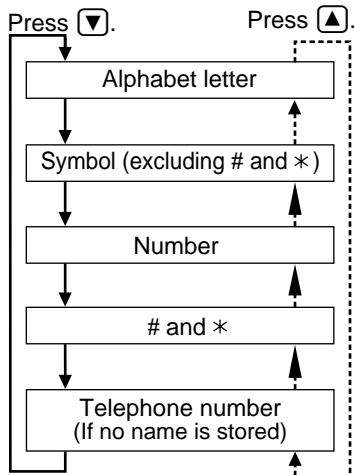 Press ▼. Press ▲.
Alphabet letter
Symbol (excluding # and ＊)
Number
# and ＊
Telephone number
(If no name is stored)